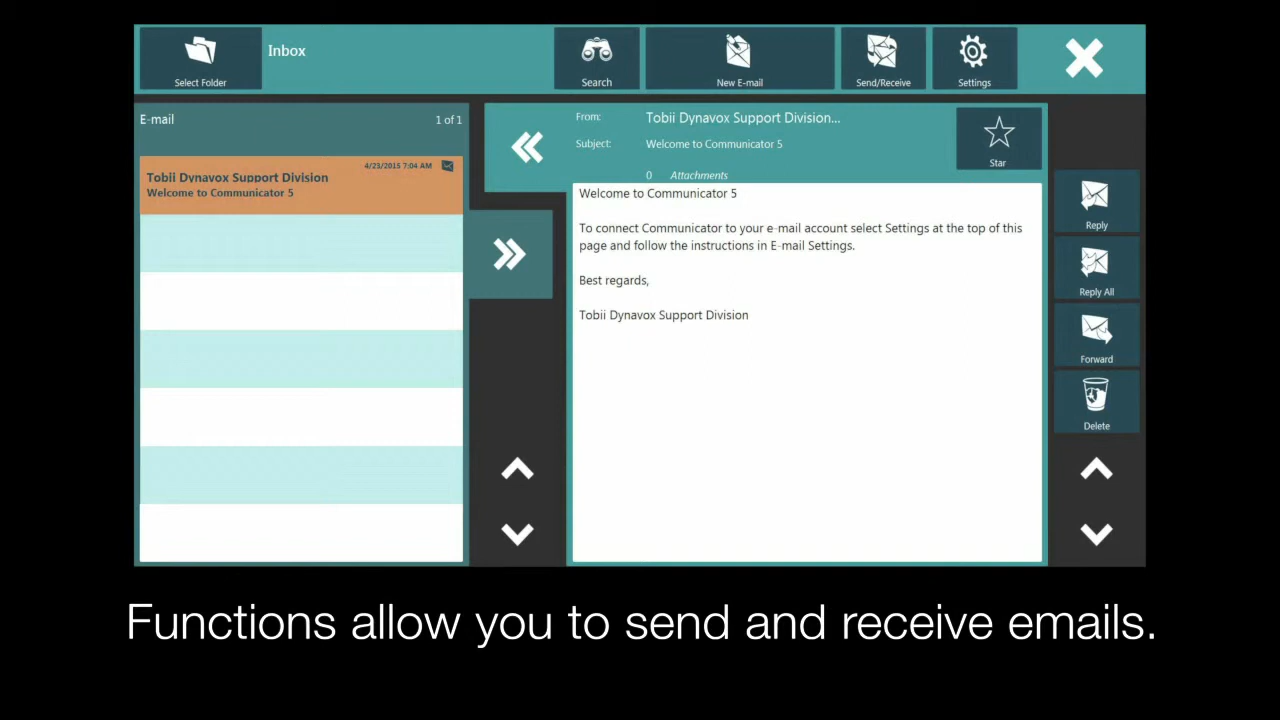 Select Folder
Inbox
Search
New E-mail
Send/Receive
Settings
E-mail
1 of 1
4/23/2015 7:04 AM
Tobii Dynavox Support Division
Welcome to Communicator 5
From:
Tobii Dynavox Support Division...
Subject:
Welcome to Communicator 5
0 Attachments
Star
Welcome to Communicator 5
To connect Communicator to your e-mail account select Settings at the top of this
page and follow the instructions in E-mail Settings.
Best regards,
Tobii Dynavox Support Division
Reply
Reply All
Forward
Delete
Functions allow you to send and receive emails.